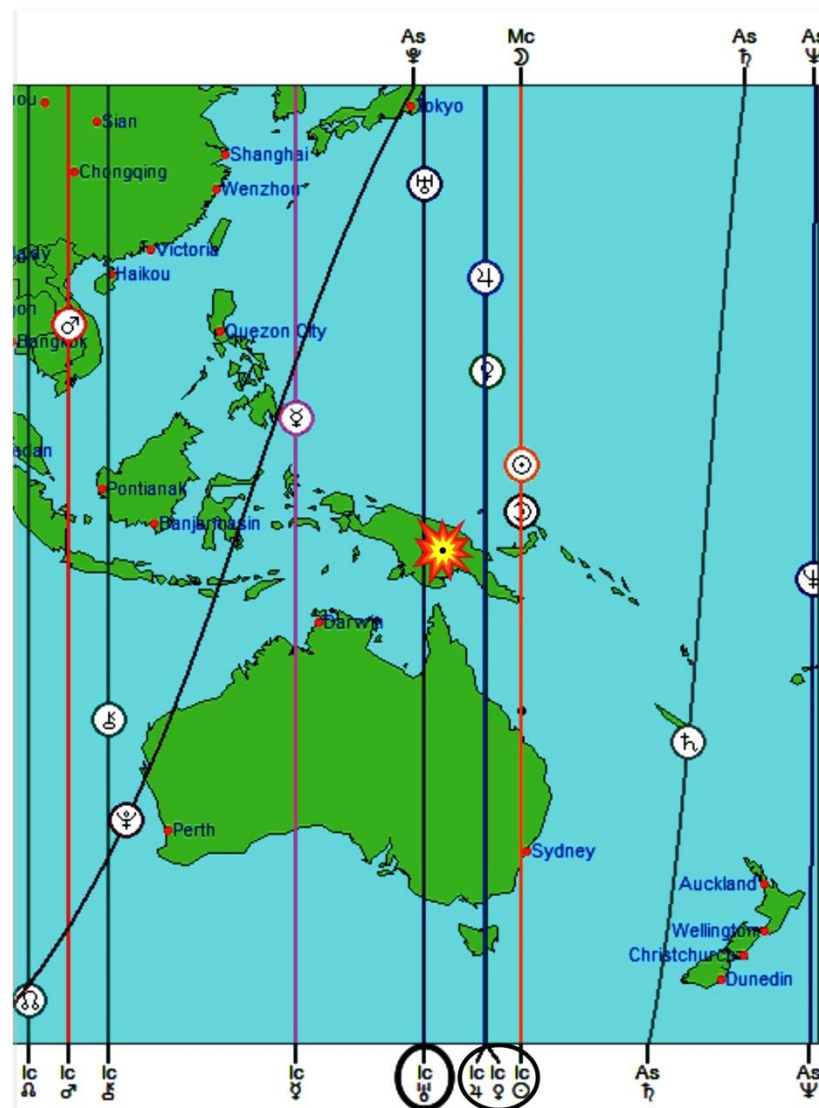 As Mc As As
♇ ☽ ♄ ♆
Tokyo
Sian
Shanghai
Chongqing
Wenzhou
Victoria
Haikou
Quezon City
Bangkok
Pontianak
Banjarmasin
Darwin
Perth
Sydney
Auckland
Wellington
Christchurch
Dunedin
Ic Ic Ic Ic Ic Ic Ic Ic As As
☊ ♂ ⚷ ☿ ♅ ♃ ♀ ☉ ♄ ♆